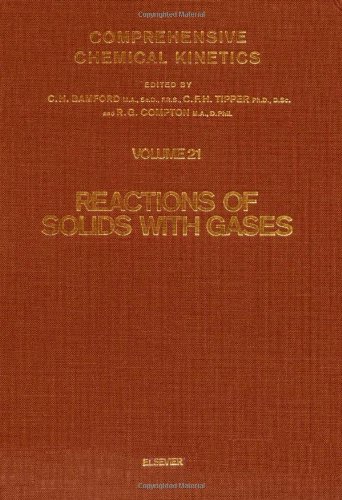 COMPREHENSIVE
CHEMICAL KINETICS
EDITED BY
C.H. BAMFORD M.A., Sc.D., F.R.S., C.F.H. TIPPER Ph.D., D.Sc.
AND R.G. COMPTON M.A., D.Phil.
VOLUME 21
REACTIONS OF
SOLIDS WITH GASES
ELSEVIER